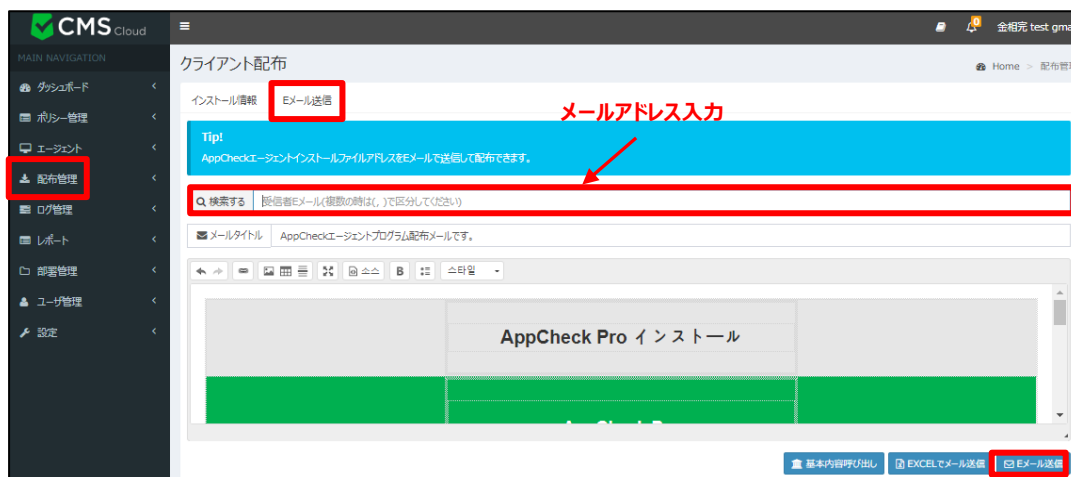 CMS Cloud
0
金相完 test gma
MAIN NAVIGATION
ダッシュボード
ポリシー管理
エージェント
配布管理
ログ管理
レポート
部署管理
ユーザ管理
設定
クライアント配布
Home > 配布管理
インストール情報 Eメール送信
メールアドレス入力
Tip!
AppCheckエージェントインストールファイルアドレスをEメールで送信して配布できます。
検索する 受信者Eメール(複数の時は(, )で区分してください)
メールタイトル AppCheckエージェントプログラム配布メールです。
소스 B 스타일
AppCheck Pro インストール
基本内容呼び出し EXCELでメール送信 Eメール送信